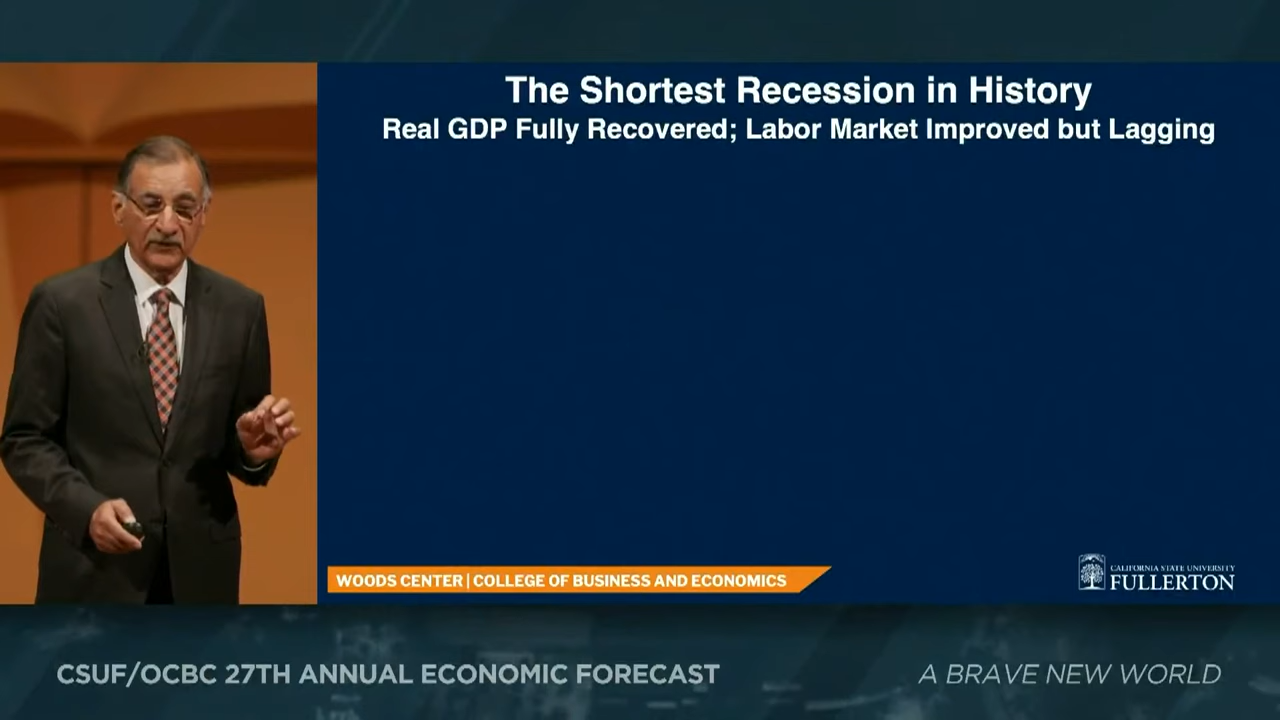 The Shortest Recession in History
Real GDP Fully Recovered; Labor Market Improved but Lagging
WOODS CENTER | COLLEGE OF BUSINESS AND ECONOMICS
CALIFORNIA STATE UNIVERSITY
FULLERTON
CSUF/OCBC 27TH ANNUAL ECONOMIC FORECAST
A BRAVE NEW WORLD